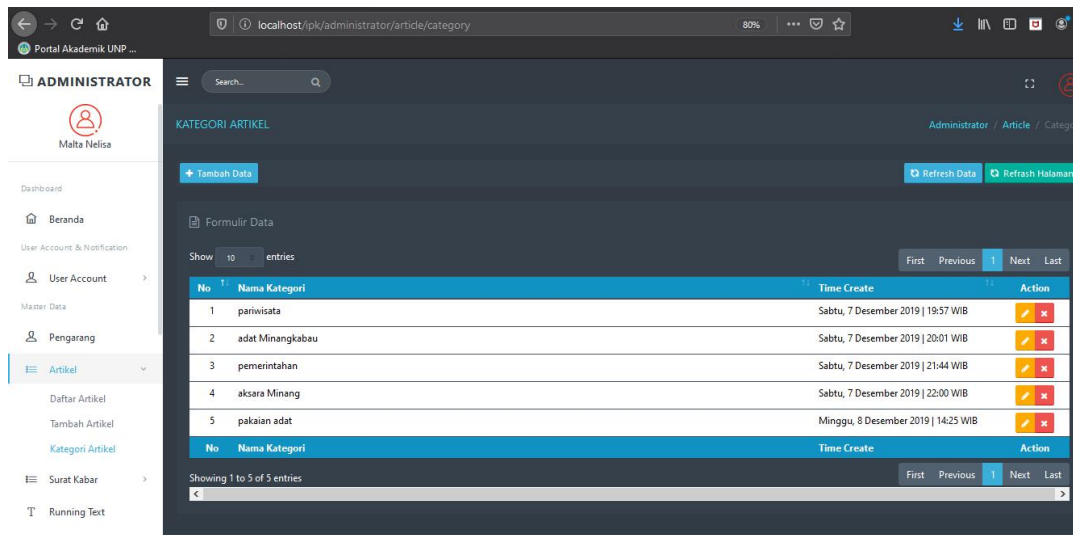 localhost/ipk/administrator/article/category
80%
Portal Akademik UNP ...
ADMINISTRATOR
Search...
Malta Nelisa
KATEGORI ARTIKEL
Administrator / Article / Catego
+ Tambah Data
Refresh Data
Refrash Halaman
Dashboard
Beranda
User Account & Notification
User Account
Master Data
Pengarang
Artikel
Daftar Artikel
Tambah Artikel
Kategori Artikel
Surat Kabar
Running Text
Formulir Data
Show 10 entries
First Previous 1 Next Last
No Nama Kategori Time Create Action
1 pariwisata Sabtu, 7 Desember 2019 | 19:57 WIB
2 adat Minangkabau Sabtu, 7 Desember 2019 | 20:01 WIB
3 pemerintahan Sabtu, 7 Desember 2019 | 21:44 WIB
4 aksara Minang Sabtu, 7 Desember 2019 | 22:00 WIB
5 pakaian adat Minggu, 8 Desember 2019 | 14:25 WIB
No Nama Kategori Time Create Action
Showing 1 to 5 of 5 entries
First Previous 1 Next Last